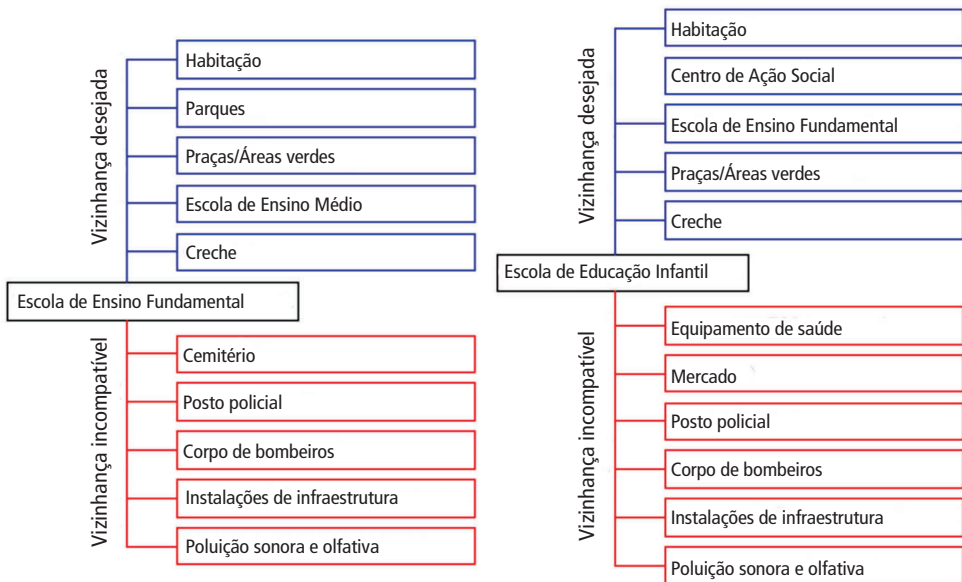 Vizinhança desejada
Habitação
Parques
Praças/Áreas verdes
Escola de Ensino Médio
Creche
Escola de Ensino Fundamental
Vizinhança incompatível
Cemitério
Posto policial
Corpo de bombeiros
Instalações de infraestrutura
Poluição sonora e olfativa
Vizinhança desejada
Habitação
Centro de Ação Social
Escola de Ensino Fundamental
Praças/Áreas verdes
Creche
Escola de Educação Infantil
Vizinhança incompatível
Equipamento de saúde
Mercado
Posto policial
Corpo de bombeiros
Instalações de infraestrutura
Poluição sonora e olfativa